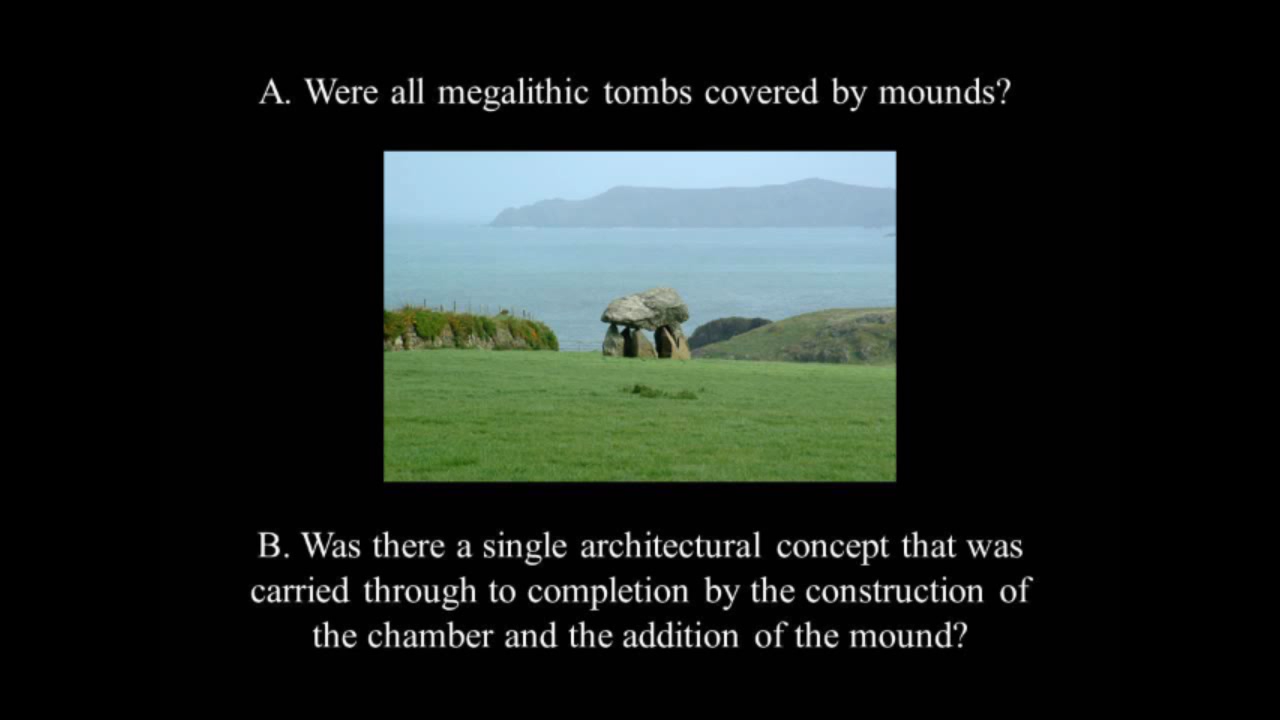 A. Were all megalithic tombs covered by mounds?
B. Was there a single architectural concept that was
carried through to completion by the construction of
the chamber and the addition of the mound?